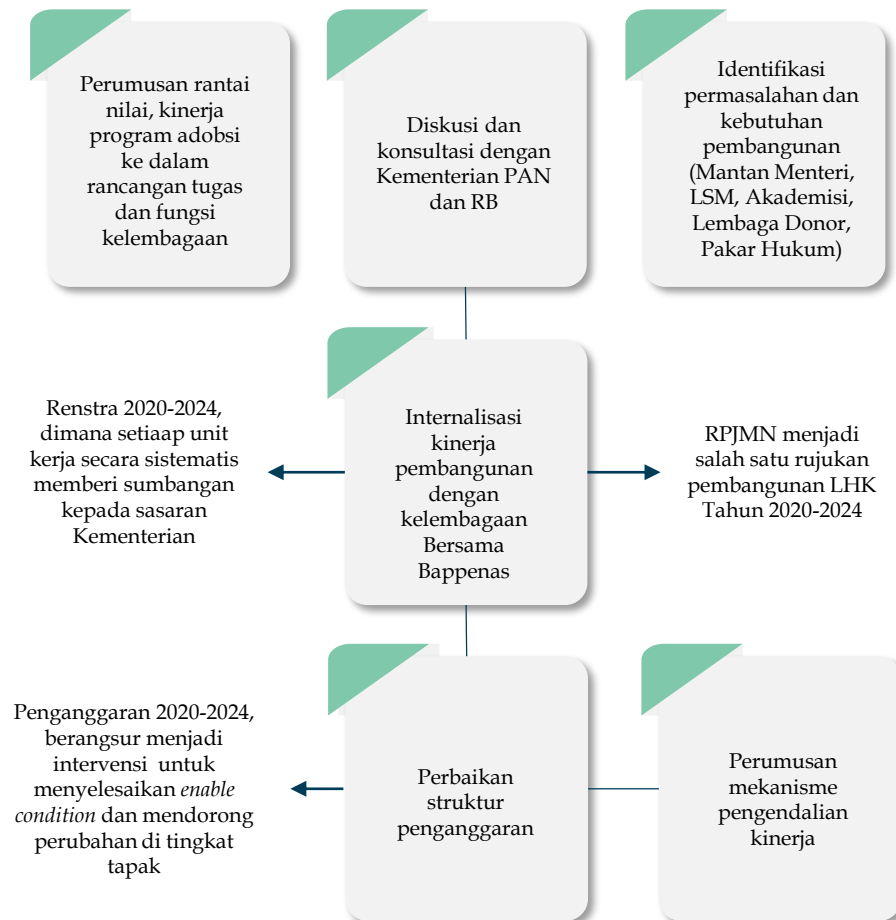 Perumusan rantai
nilai, kinerja
program adobsi
ke dalam
rancangan tugas
dan fungsi
kelembagaan
Diskusi dan
konsultasi dengan
Kementerian PAN
dan RB
Identifikasi
permasalahan dan
kebutuhan
pembangunan
(Mantan Menteri,
LSM, Akademisi,
Lembaga Donor,
Pakar Hukum)
Renstra 2020-2024,
dimana setiaap unit
kerja secara sistematis
memberi sumbangan
kepada sasaran
Kementerian
Internalisasi
kinerja
pembangunan
dengan
kelembagaan
Bersama
Bappenas
RPJMN menjadi
salah satu rujukan
pembangunan LHK
Tahun 2020-2024
Penganggaran 2020-2024,
berangsur menjadi
intervensi untuk
menyelesaikan enable
condition dan mendorong
perubahan di tingkat
tapak
Perbaikan
struktur
penganggaran
Perumusan
mekanisme
pengendalian
kinerja